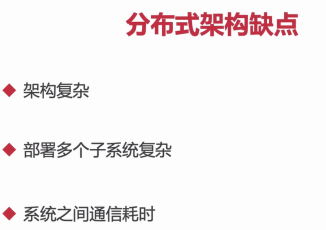 分布式架构缺点
架构复杂
部署多个子系统复杂
系统之间通信耗时